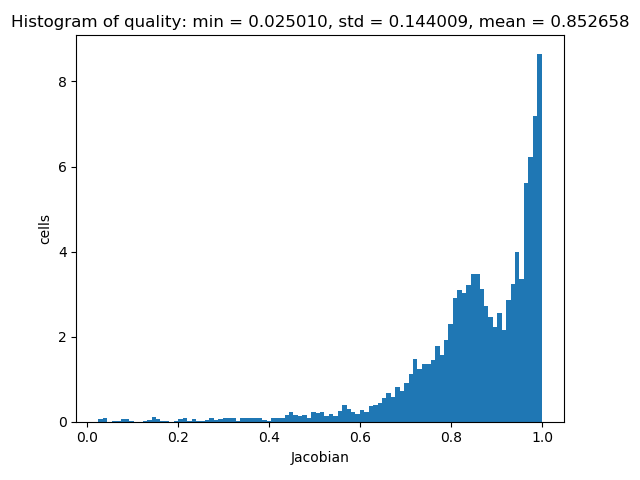 Histogram of quality: min = 0.025010, std = 0.144009, mean = 0.852658
8
6
4
2
0
cells
0.0 0.2 0.4 0.6 0.8 1.0
Jacobian